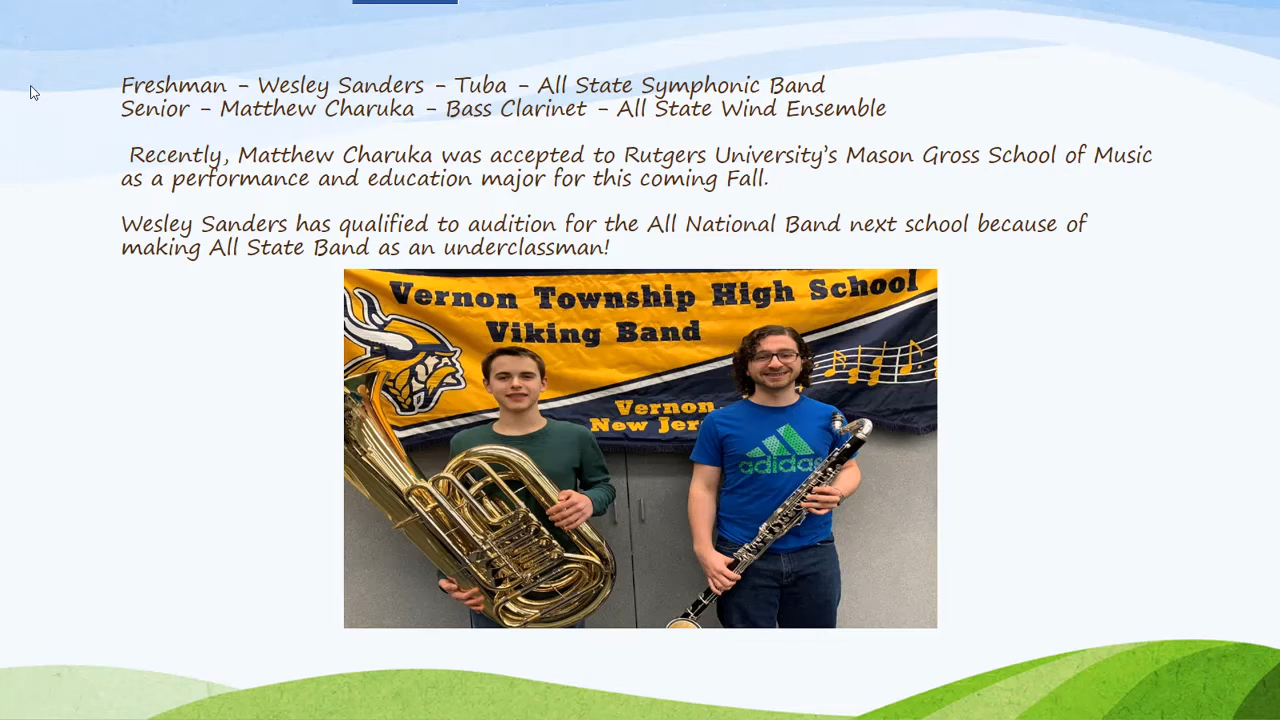 Freshman - Wesley Sanders - Tuba - All State Symphonic Band
Senior - Matthew Charuka - Bass Clarinet - All State Wind Ensemble
Recently, Matthew Charuka was accepted to Rutgers University's Mason Gross School of Music
as a performance and education major for this coming Fall.
Wesley Sanders has qualified to audition for the All National Band next school because of
making All State Band as an underclassman!
Vernon Township High School
Viking Band
Vernon
New Jer
adidas